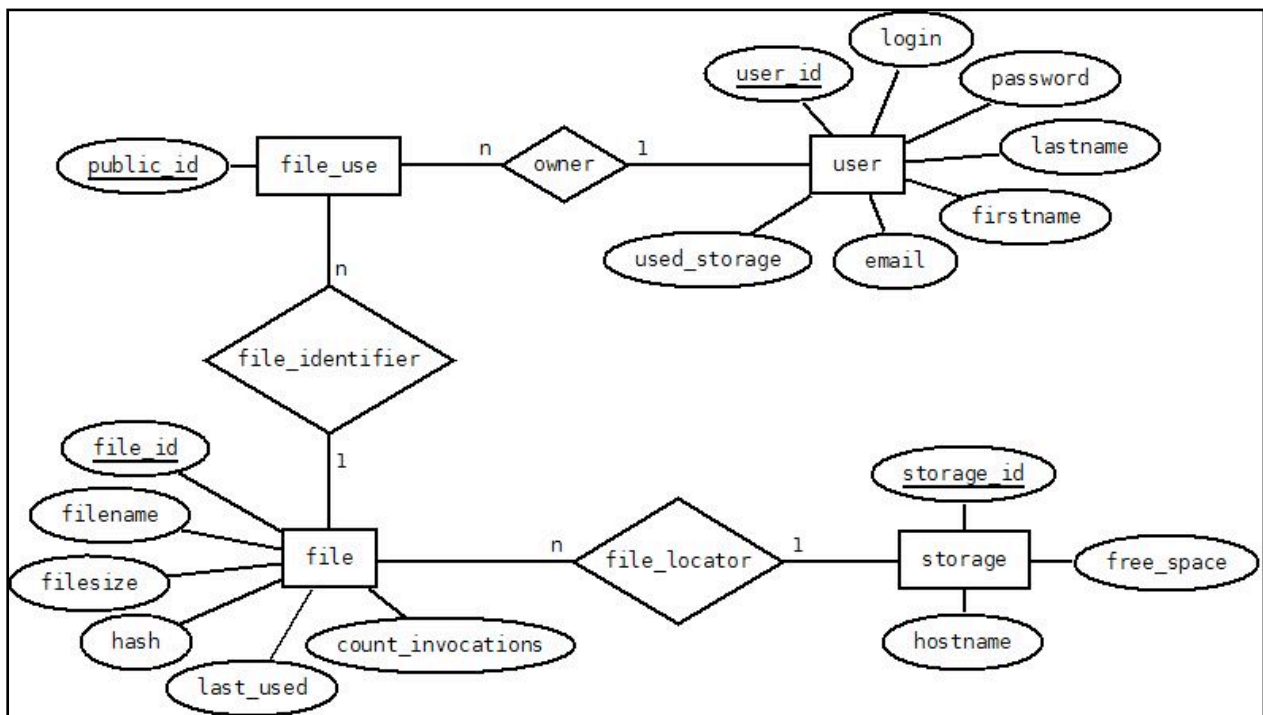 login
user_id
password
public_id
file_use
n
owner
1
user
lastname
firstname
used_storage
email
n
file_identifier
1
file_id
filename
filesize
hash
last_used
count_invocations
file
n
file_locator
1
storage_id
storage
free_space
hostname